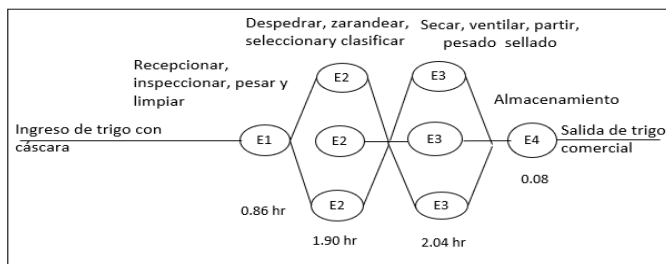 Despedrar, zarandear,
seleccionary clasificar
Secar, ventilar, partir,
pesado sellado
Recepcionar,
inspeccionar, pesar y
limpiar
E2
E3
Almacenamiento
Ingreso de trigo con
cáscara
E1
E2
E3
E4
Salida de trigo
comercial
E2
E3
0.08
0.86 hr
1.90 hr
2.04 hr